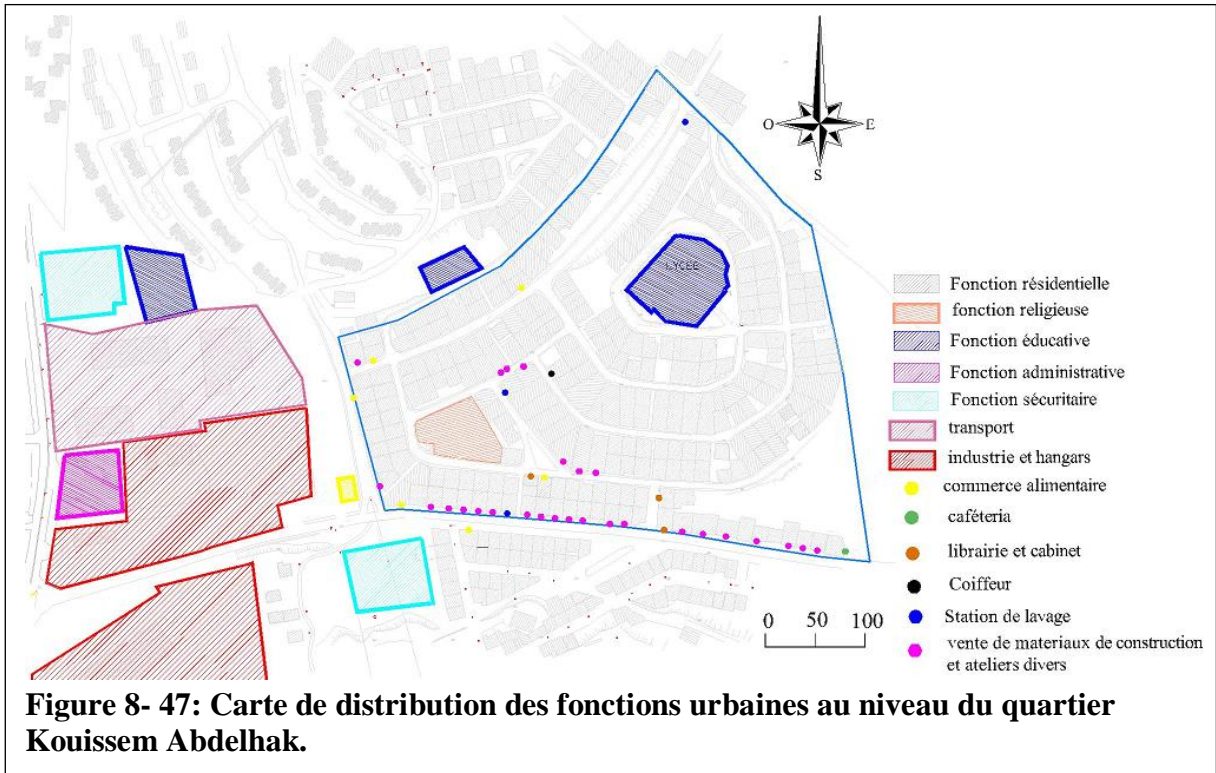 O E
S
LYCEE
Fonction résidentielle
fonction religieuse
Fonction éducative
Fonction administrative
Fonction sécuritaire
transport
industrie et hangars
commerce alimentaire
caféteria
librairie et cabinet
Coiffeur
Station de lavage
vente de materiaux de construction
et ateliers divers
0 50 100
Figure 8- 47: Carte de distribution des fonctions urbaines au niveau du quartier
Kouissem Abdelhak.